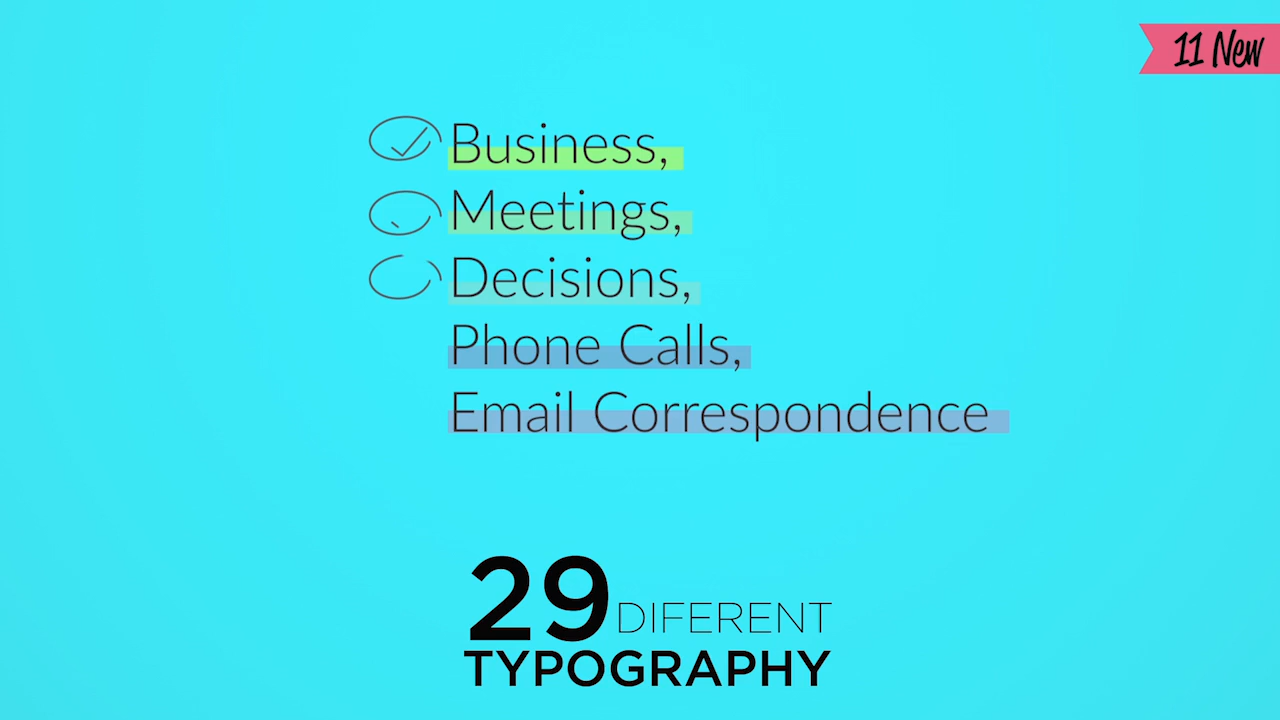 11 New
Business,
Meetings,
Decisions,
Phone Calls,
Email Correspondence
29 DIFERENT
TYPOGRAPHY